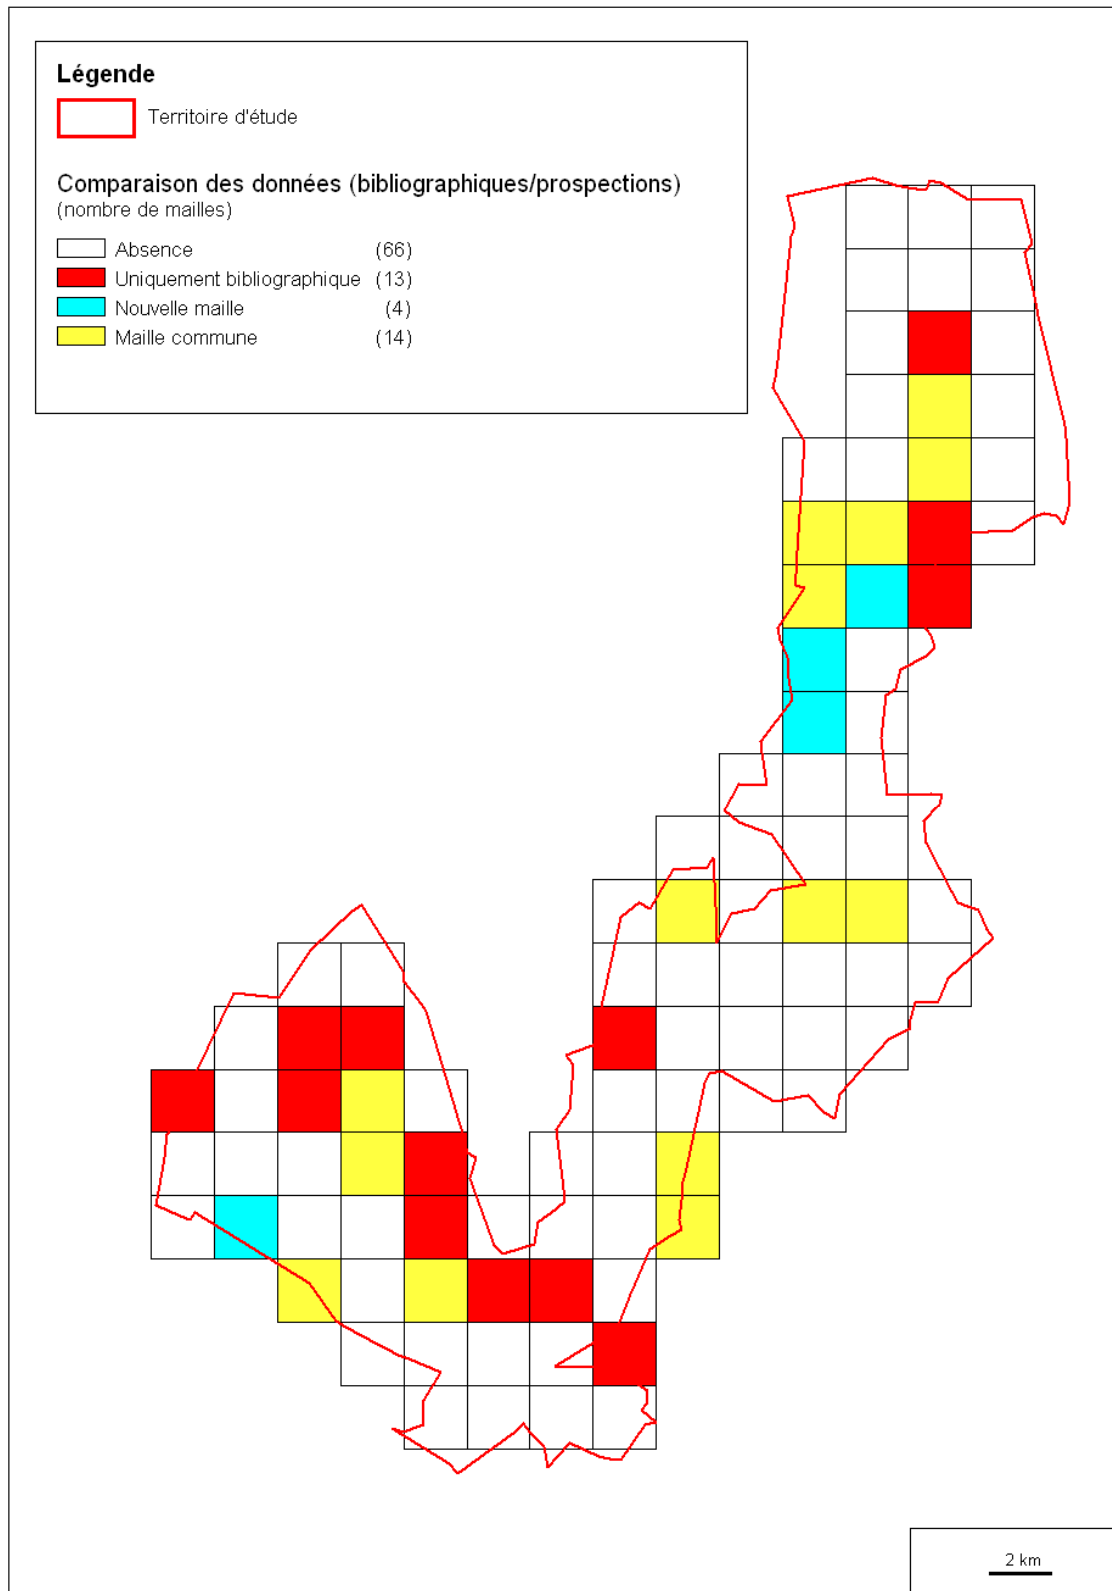 Légende
Territoire d'étude
Comparaison des données (bibliographiques/prospections)
(nombre de mailles)
Absence (66)
Uniquement bibliographique (13)
Nouvelle maille (4)
Maille commune (14)
2 km